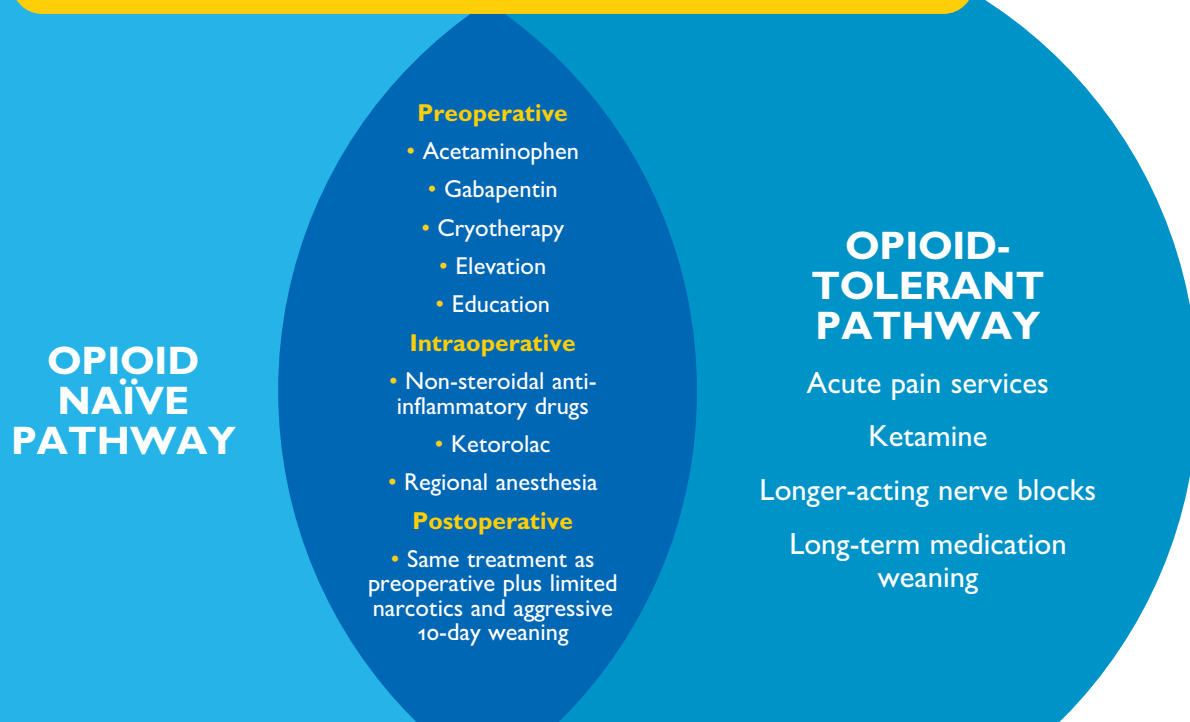 OPIOID
NAÏVE
PATHWAY
Preoperative
• Acetaminophen
• Gabapentin
• Cryotherapy
• Elevation
• Education
Intraoperative
• Non-steroidal anti-
inflammatory drugs
• Ketorolac
• Regional anesthesia
Postoperative
• Same treatment as
preoperative plus limited
narcotics and aggressive
10-day weaning
OPIOID-
TOLERANT
PATHWAY
Acute pain services
Ketamine
Longer-acting nerve blocks
Long-term medication
weaning